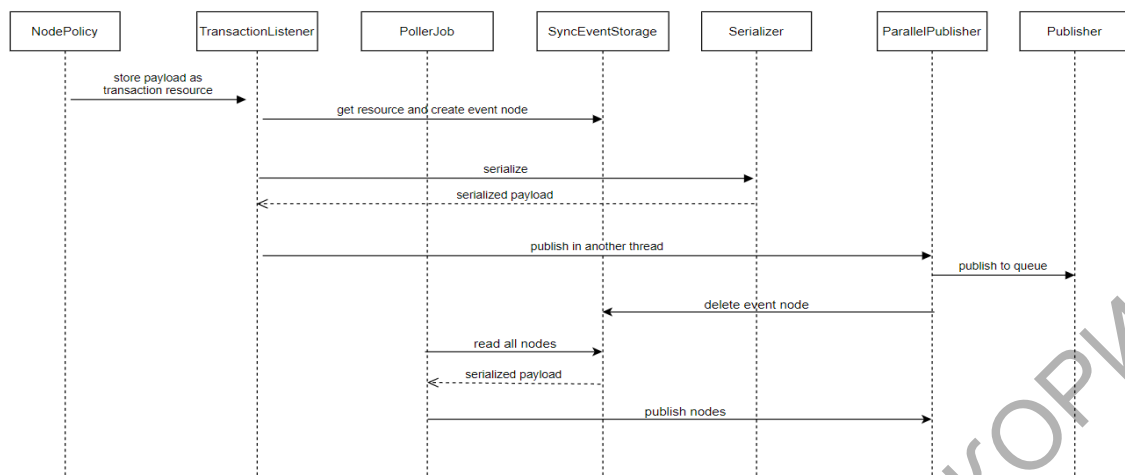 NodePolicy
TransactionListener
PollerJob
SyncEventStorage
Serializer
ParallelPublisher
Publisher
store payload as
transaction resource
get resource and create event node
serialize
serialized payload
publish in another thread
publish to queue
delete event node
read all nodes
serialized payload
publish nodes